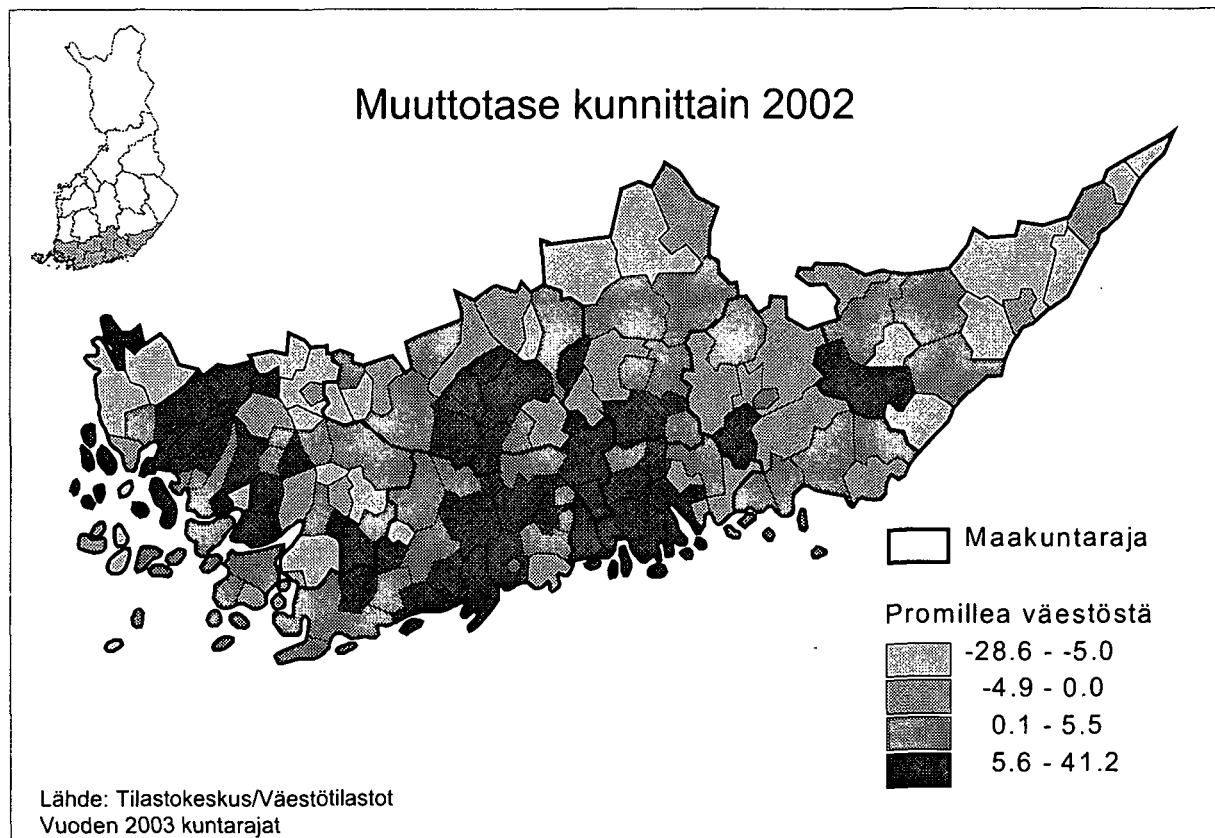 Muuttotase kunnittain 2002
Maakuntaraja
Promillea väestöstä
-28.6 - -5.0
-4.9 - 0.0
0.1 - 5.5
5.6 - 41.2
Lähde: Tilastokeskus/Väestötilastot
Vuoden 2003 kuntarajat